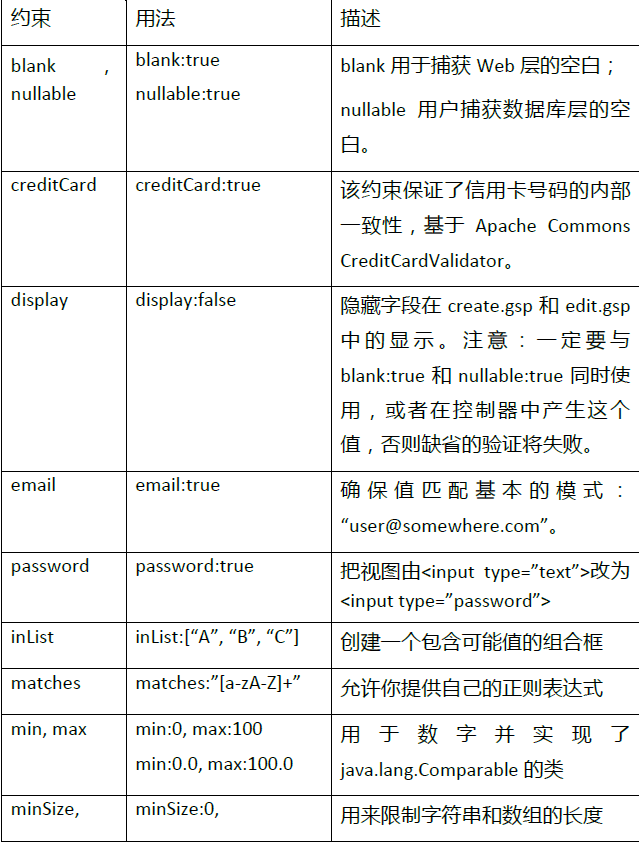 约束 用法 描述
blank , blank:true blank 用于捕获 Web 层的空白；
nullable nullable:true nullable 用户捕获数据库层的空
白。
creditCard creditCard:true 该约束保证了信用卡号码的内部
一致性，基于 Apache Commons
CreditCardValidator。
display display:false 隐藏字段在 create.gsp 和 edit.gsp
中的显示。注意：一定要与
blank:true 和 nullable:true 同时使
用，或者在控制器中产生这个
值，否则缺省的验证将失败。
email email:true 确保值匹配基本的模式：
“user@somewhere.com”。
password password:true 把视图由<input type=”text”>改为
<input type=”password”>
inList inList:[“A”, “B”, “C”] 创建一个包含可能值的组合框
matches matches:”[a-zA-Z]+” 允许你提供自己的正则表达式
min, max min:0, max:100 用于数字并实现了
min:0.0, max:100.0 java.lang.Comparable 的类
minSize, minSize:0, 用来限制字符串和数组的长度